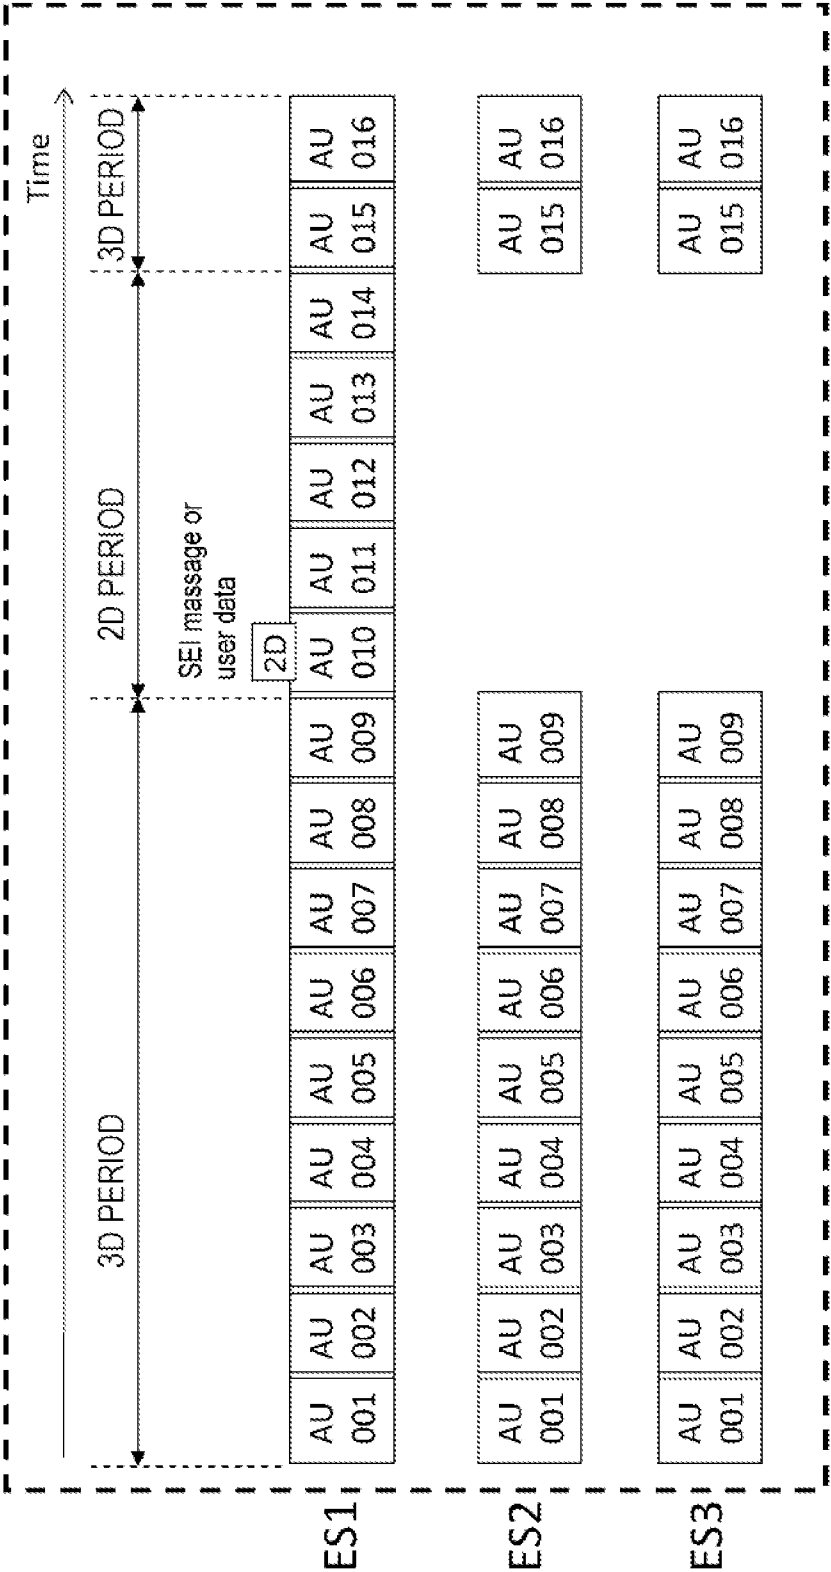 Time
3D PERIOD
2D PERIOD
3D PERIOD
SEI massage or
user data
2D
ES1
AU
001
AU
002
AU
003
AU
004
AU
005
AU
006
AU
007
AU
008
AU
009
AU
010
AU
011
AU
012
AU
013
AU
014
AU
015
AU
016
ES2
AU
001
AU
002
AU
003
AU
004
AU
005
AU
006
AU
007
AU
008
AU
009
AU
015
AU
016
ES3
AU
001
AU
002
AU
003
AU
004
AU
005
AU
006
AU
007
AU
008
AU
009
AU
015
AU
016